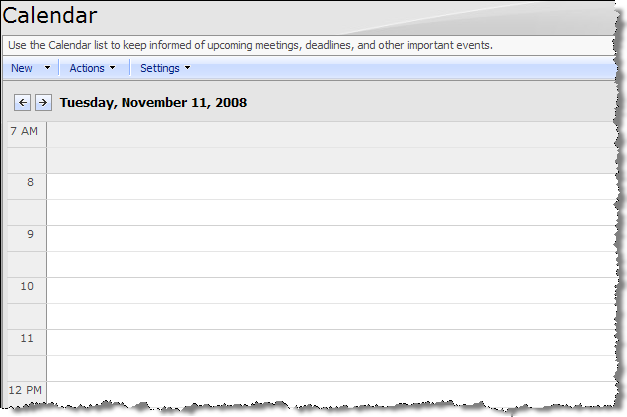 Calendar
Use the Calendar list to keep informed of upcoming meetings, deadlines, and other important events.
New Actions Settings
Tuesday, November 11, 2008
7 AM
8
9
10
11
12 PM